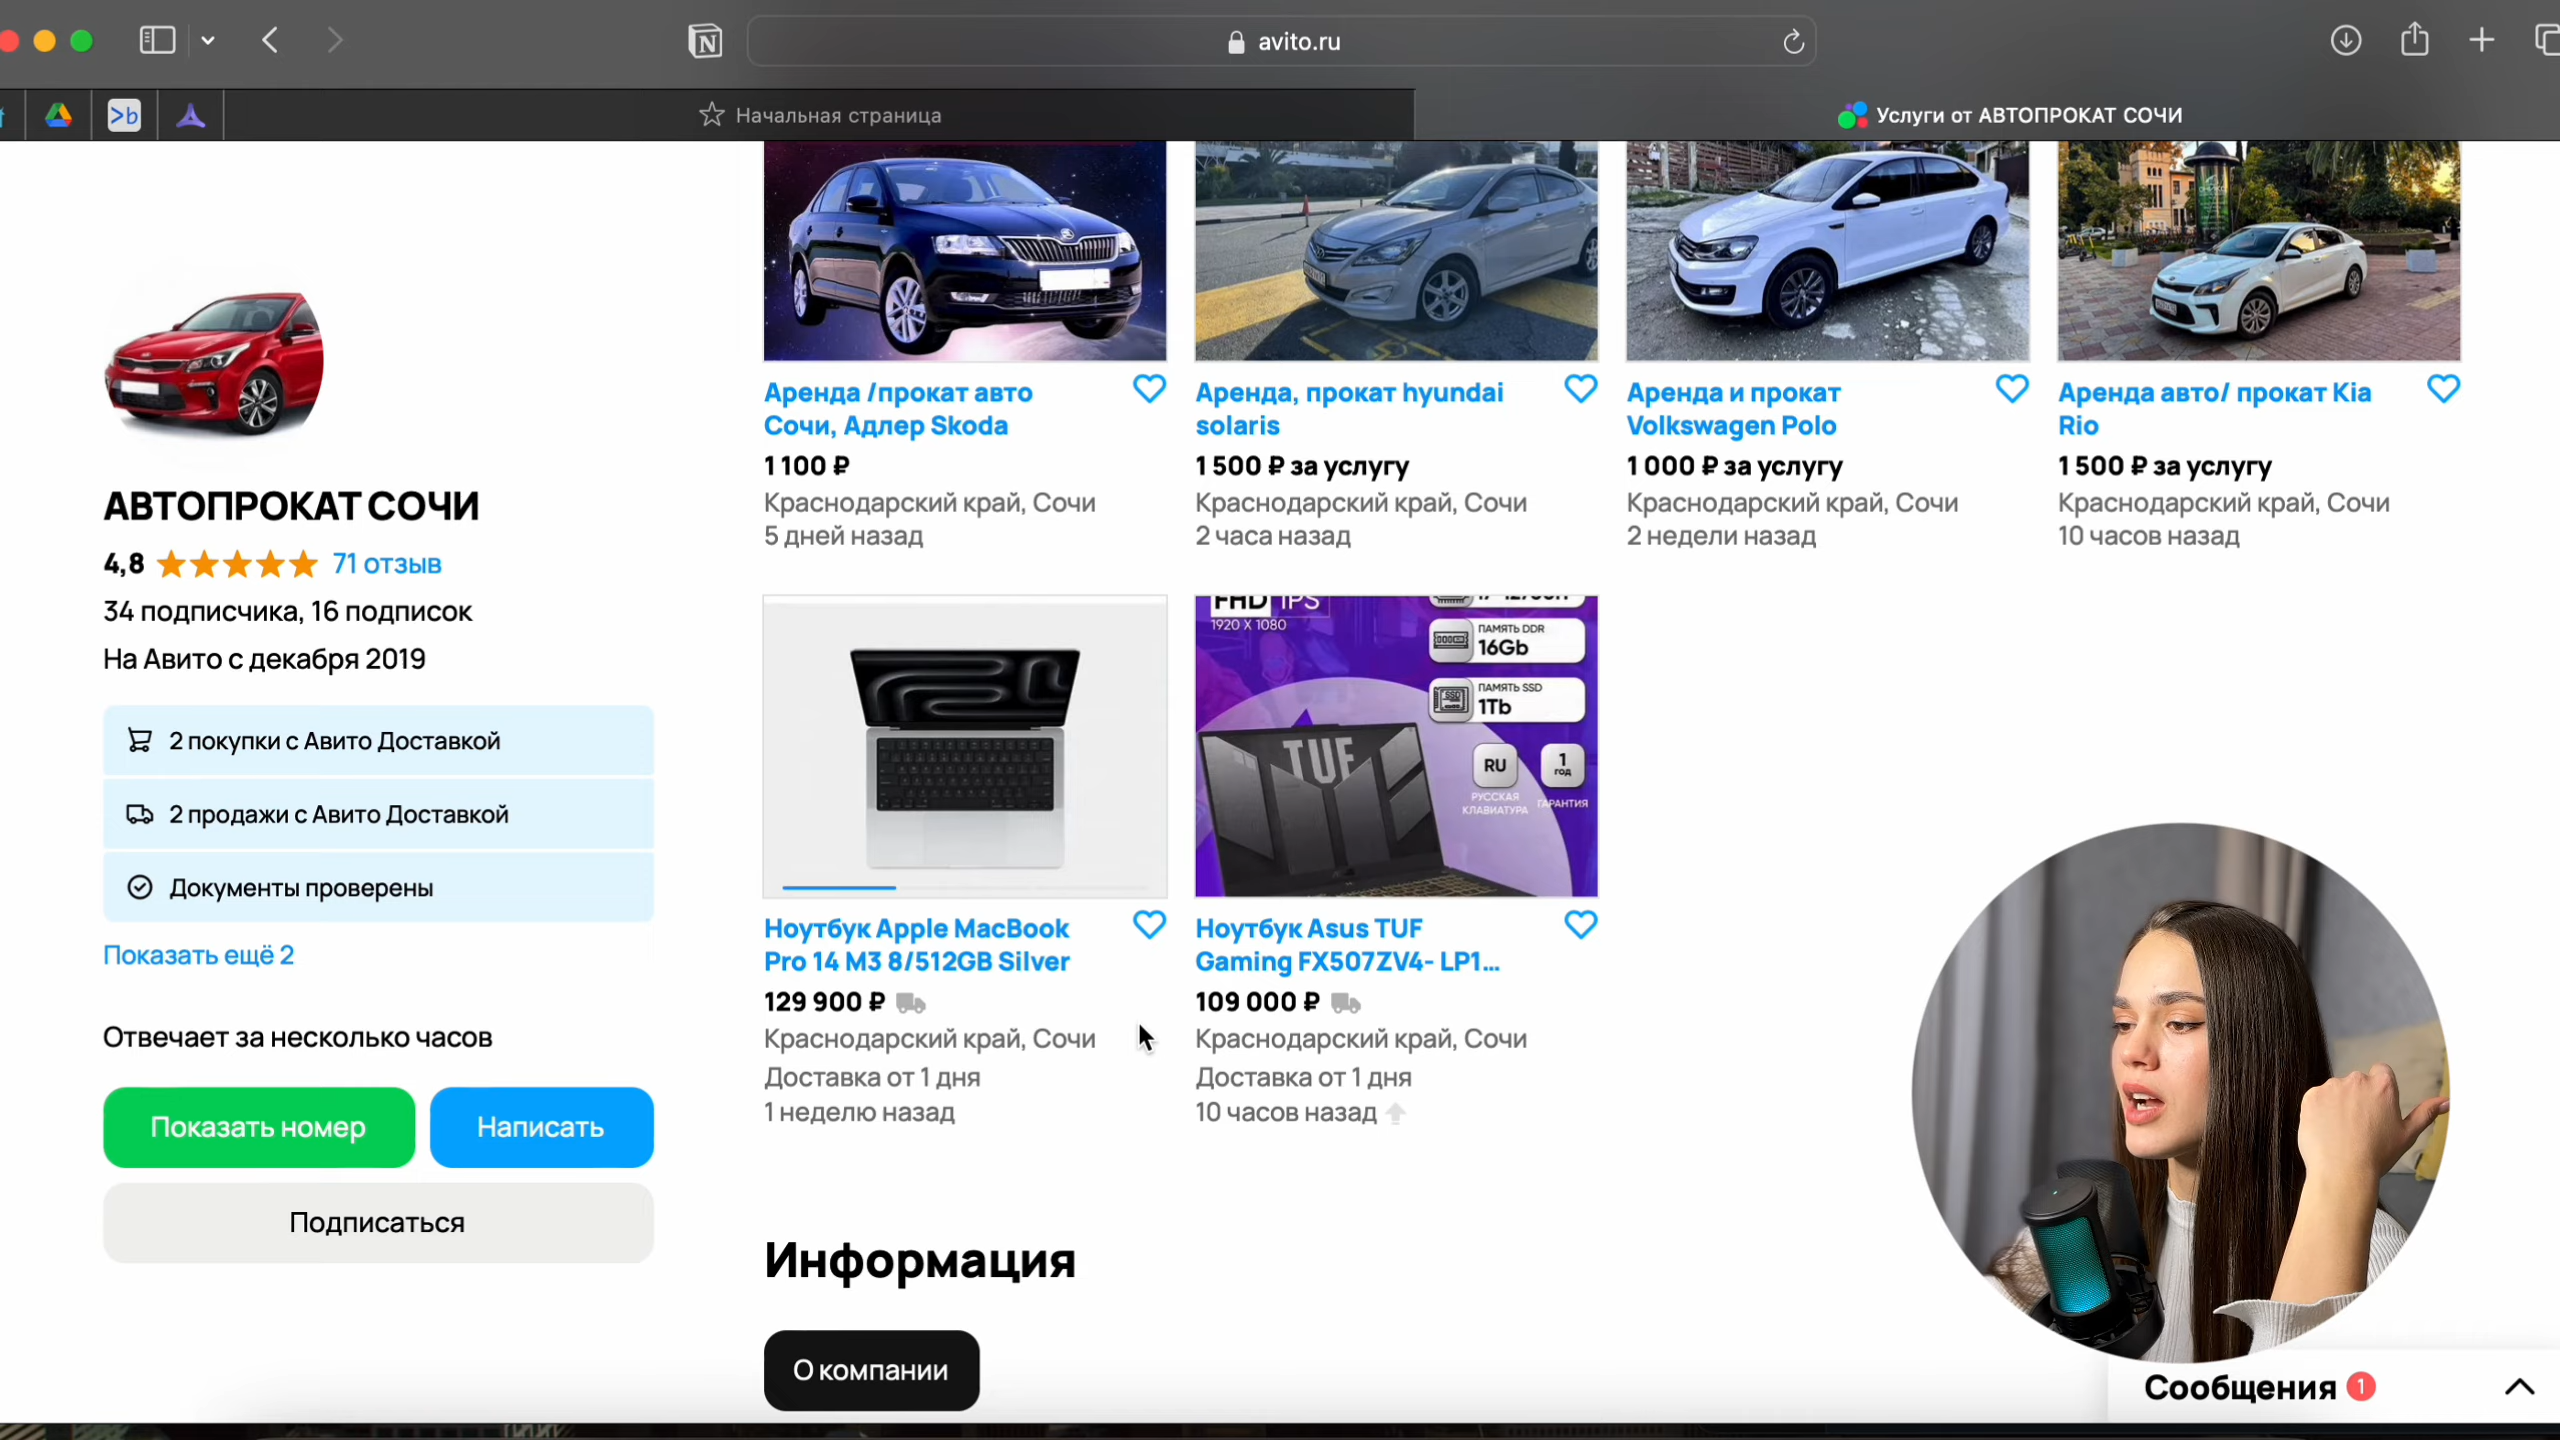 avito.ru
Начальная страница
Услуги от АВТОПРОКАТ СОЧИ
АВТОПРОКАТ СОЧИ
4,8 71 отзыв
34 подписчика, 16 подписок
На Авито с декабря 2019
2 покупки с Авито Доставкой
2 продажи с Авито Доставкой
Документы проверены
Показать ещё 2
Отвечает за несколько часов
Показать номер
Написать
Подписаться
Аренда /прокат авто
Сочи, Адлер Skoda
1 100 ₽
Краснодарский край, Сочи
5 дней назад
Аренда, прокат hyundai
solaris
1 500 ₽ за услугу
Краснодарский край, Сочи
2 часа назад
Аренда и прокат
Volkswagen Polo
1 000 ₽ за услугу
Краснодарский край, Сочи
2 недели назад
Аренда авто/ прокат Kia
Rio
1 500 ₽ за услугу
Краснодарский край, Сочи
10 часов назад
Ноутбук Apple MacBook
Pro 14 M3 8/512GB Silver
129 900 ₽
Краснодарский край, Сочи
Доставка от 1 дня
1 неделю назад
FHD IPS
1920 X 1080
ПАМЯТЬ DDR
16Gb
ПАМЯТЬ SSD
SSD
1Tb
TUF
RU
РУССКАЯ
КЛАВИАТУРА
1
год
ГАРАНТИЯ
Ноутбук Asus TUF
Gaming FX507ZV4- LP1...
109 000 ₽
Краснодарский край, Сочи
Доставка от 1 дня
10 часов назад
Информация
О компании
Сообщения 1